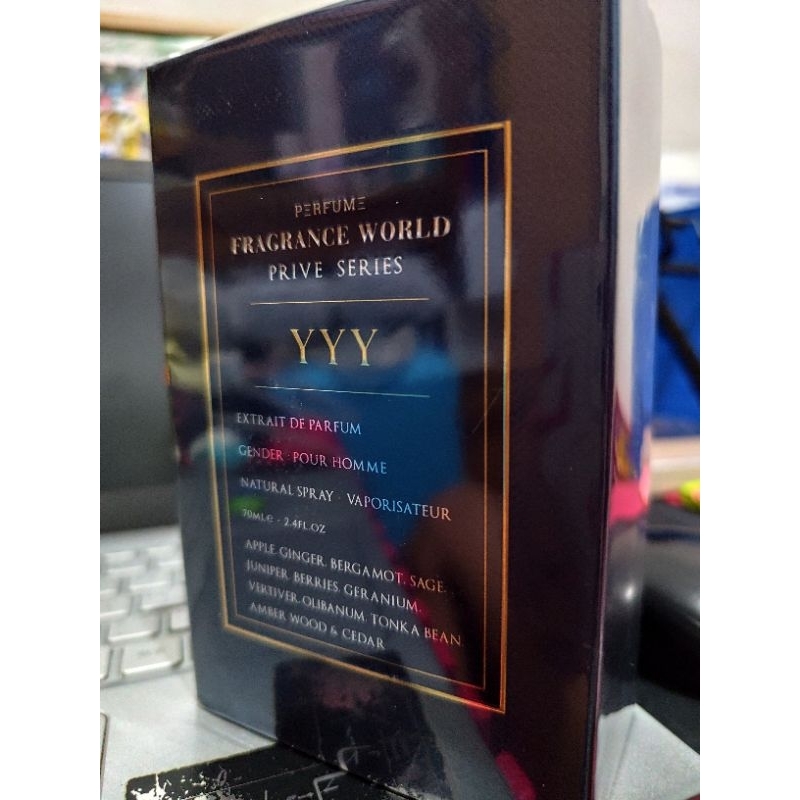 PERFUME
FRAGRANCE WORLD
PRIVE SERIES
YYY
EXTRAIT DE PARFUM
GENDER : POUR HOMME
NATURAL SPRAY · VAPORISATEUR
70MLe - 2.4FL.OZ
APPLE, GINGER, BERGAMOT, SAGE,
JUNIPER, BERRIES, GERANIUM,
VERTIVER, OLIBANUM, TONKA BEAN
AMBER WOOD & CEDAR